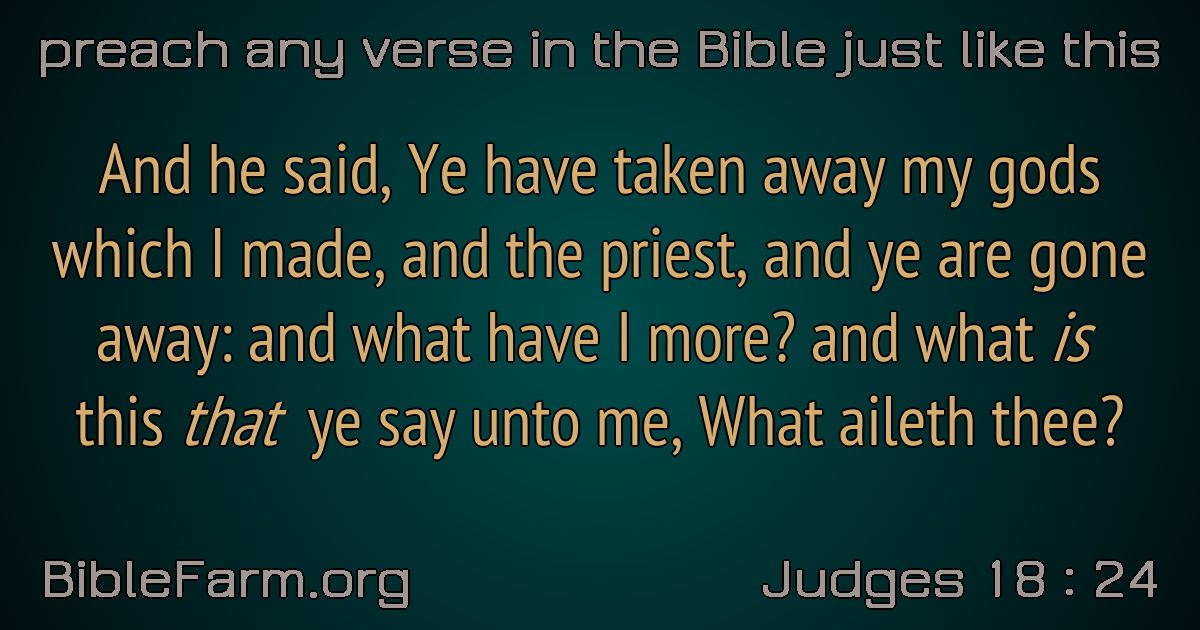 preach any verse in the Bible just like this
And he said, Ye have taken away my gods
which I made, and the priest, and ye are gone
away: and what have I more? and what is
this that ye say unto me, What aileth thee?
BibleFarm.org
Judges 18 : 24